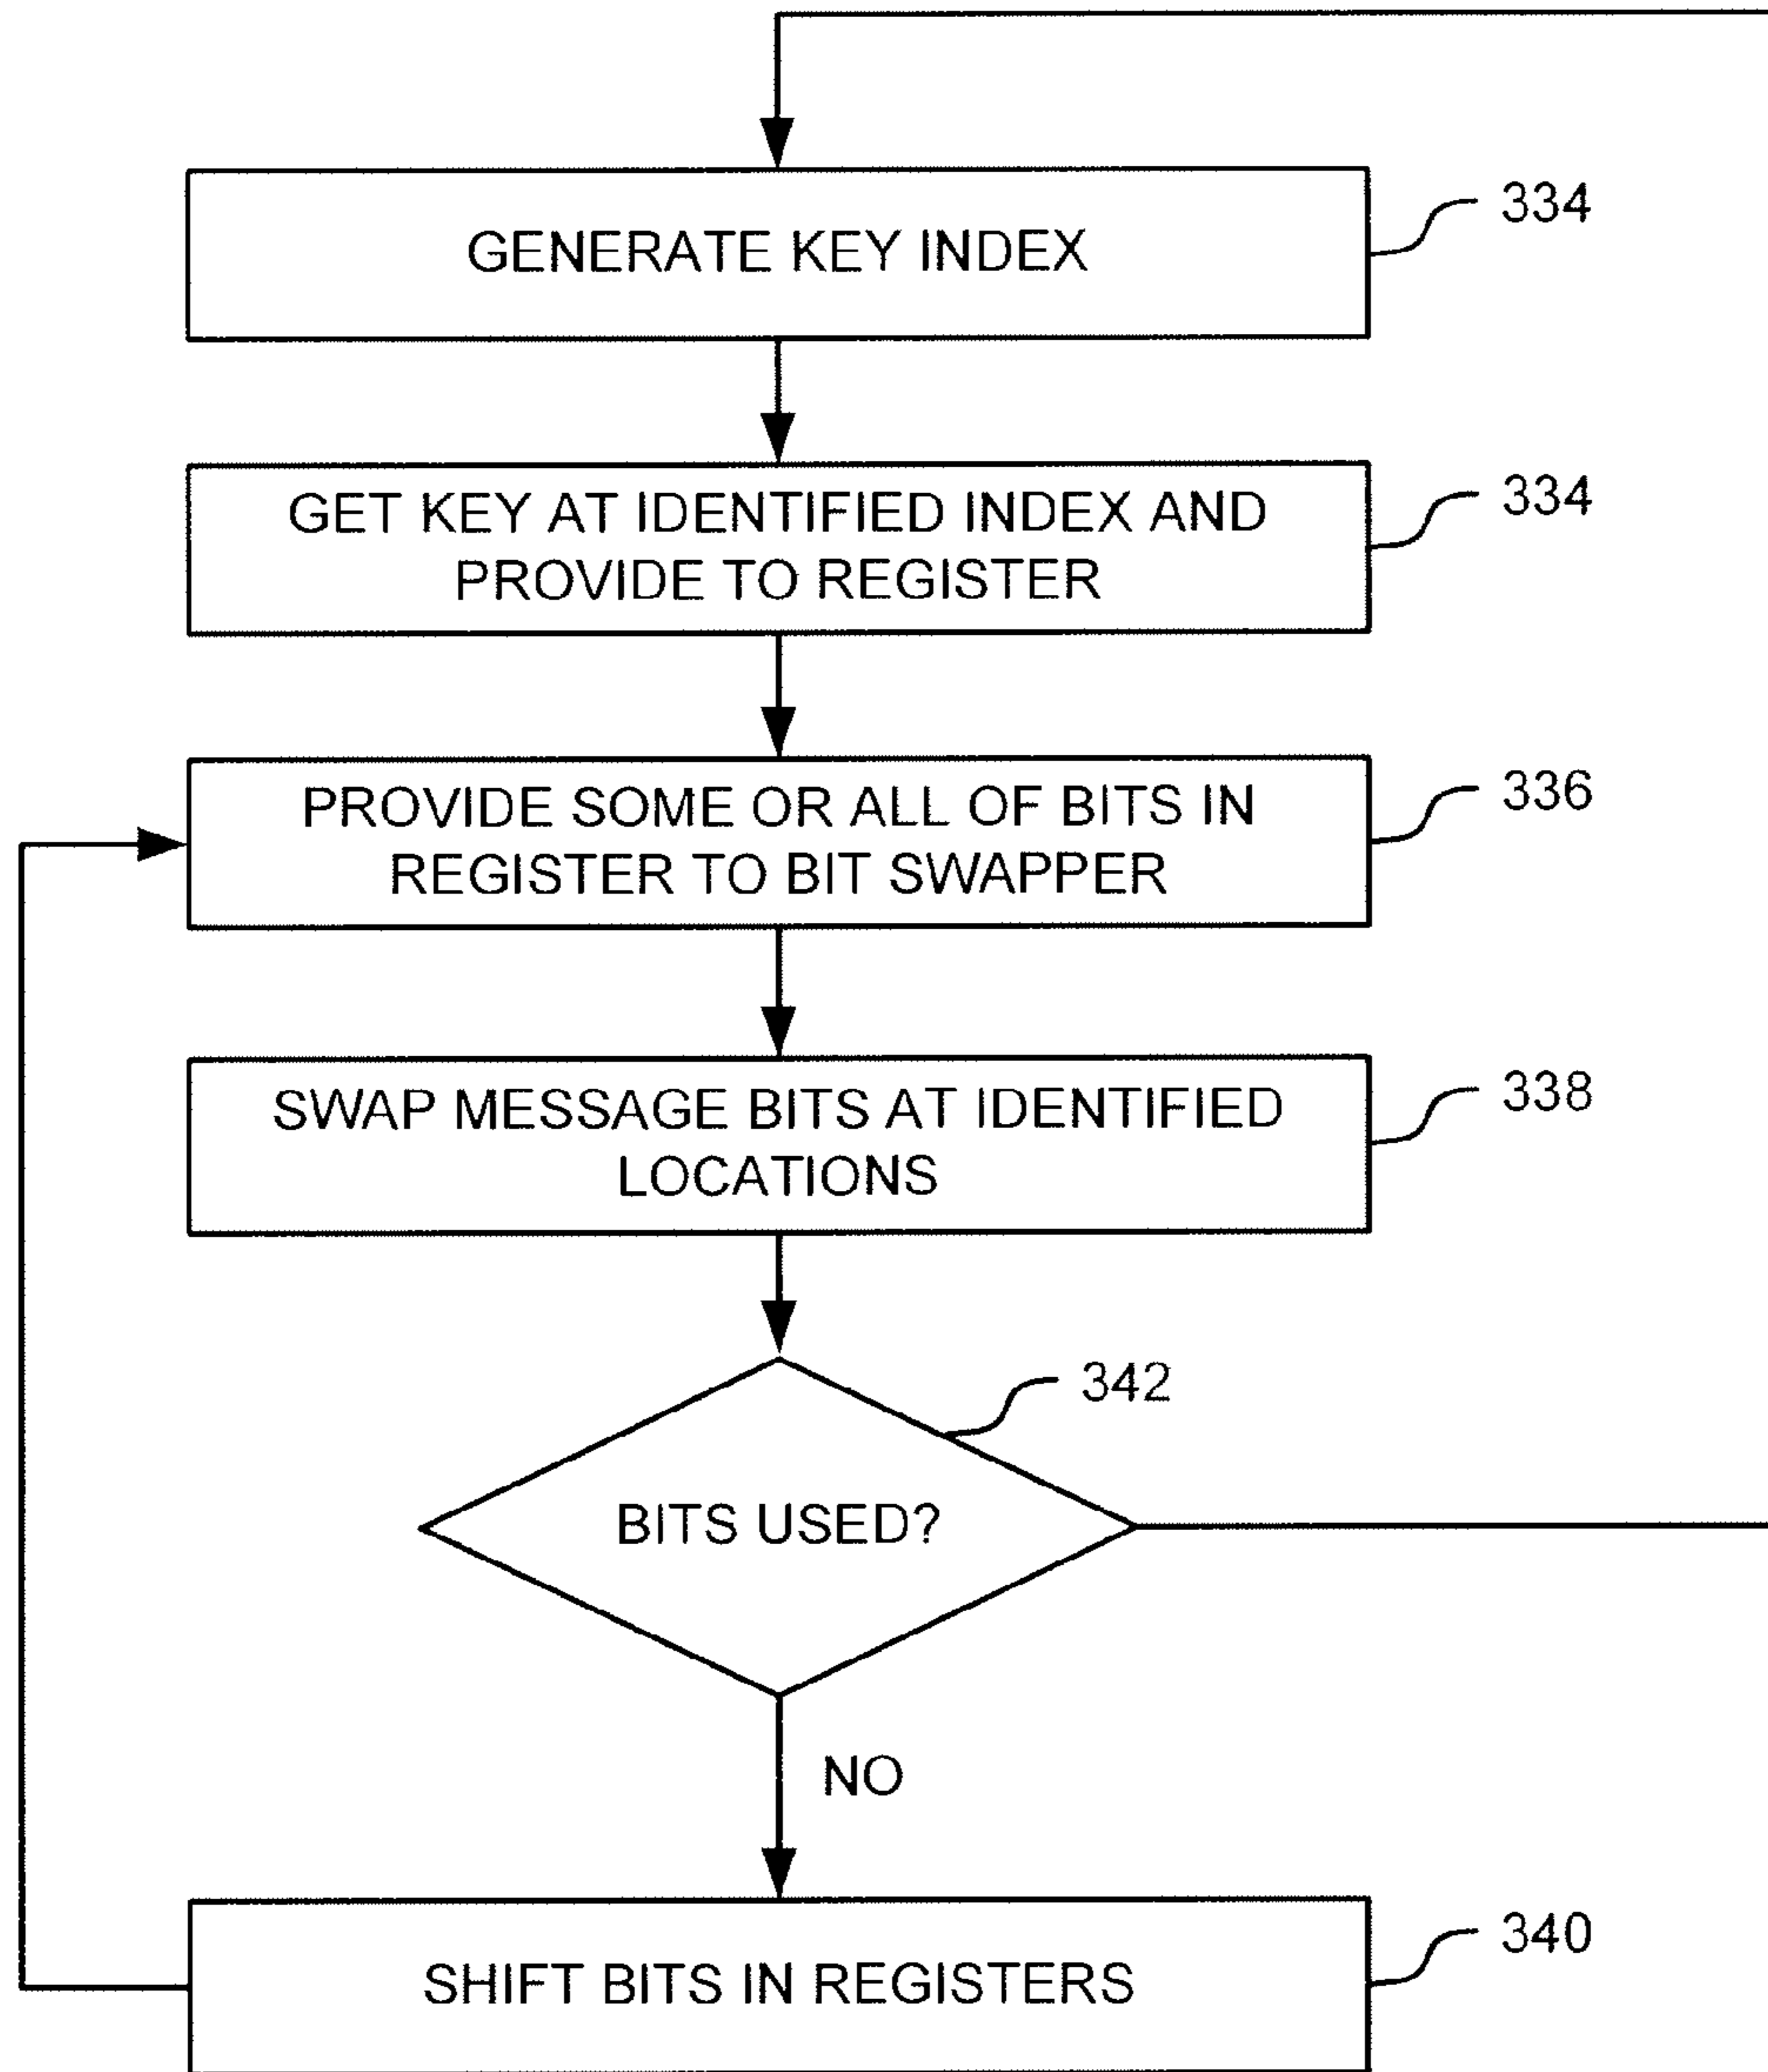 GENERATE KEY INDEX
334
GET KEY AT IDENTIFIED INDEX AND
PROVIDE TO REGISTER
334
PROVIDE SOME OR ALL OF BITS IN
REGISTER TO BIT SWAPPER
336
SWAP MESSAGE BITS AT IDENTIFIED
LOCATIONS
338
342
BITS USED?
NO
SHIFT BITS IN REGISTERS
340